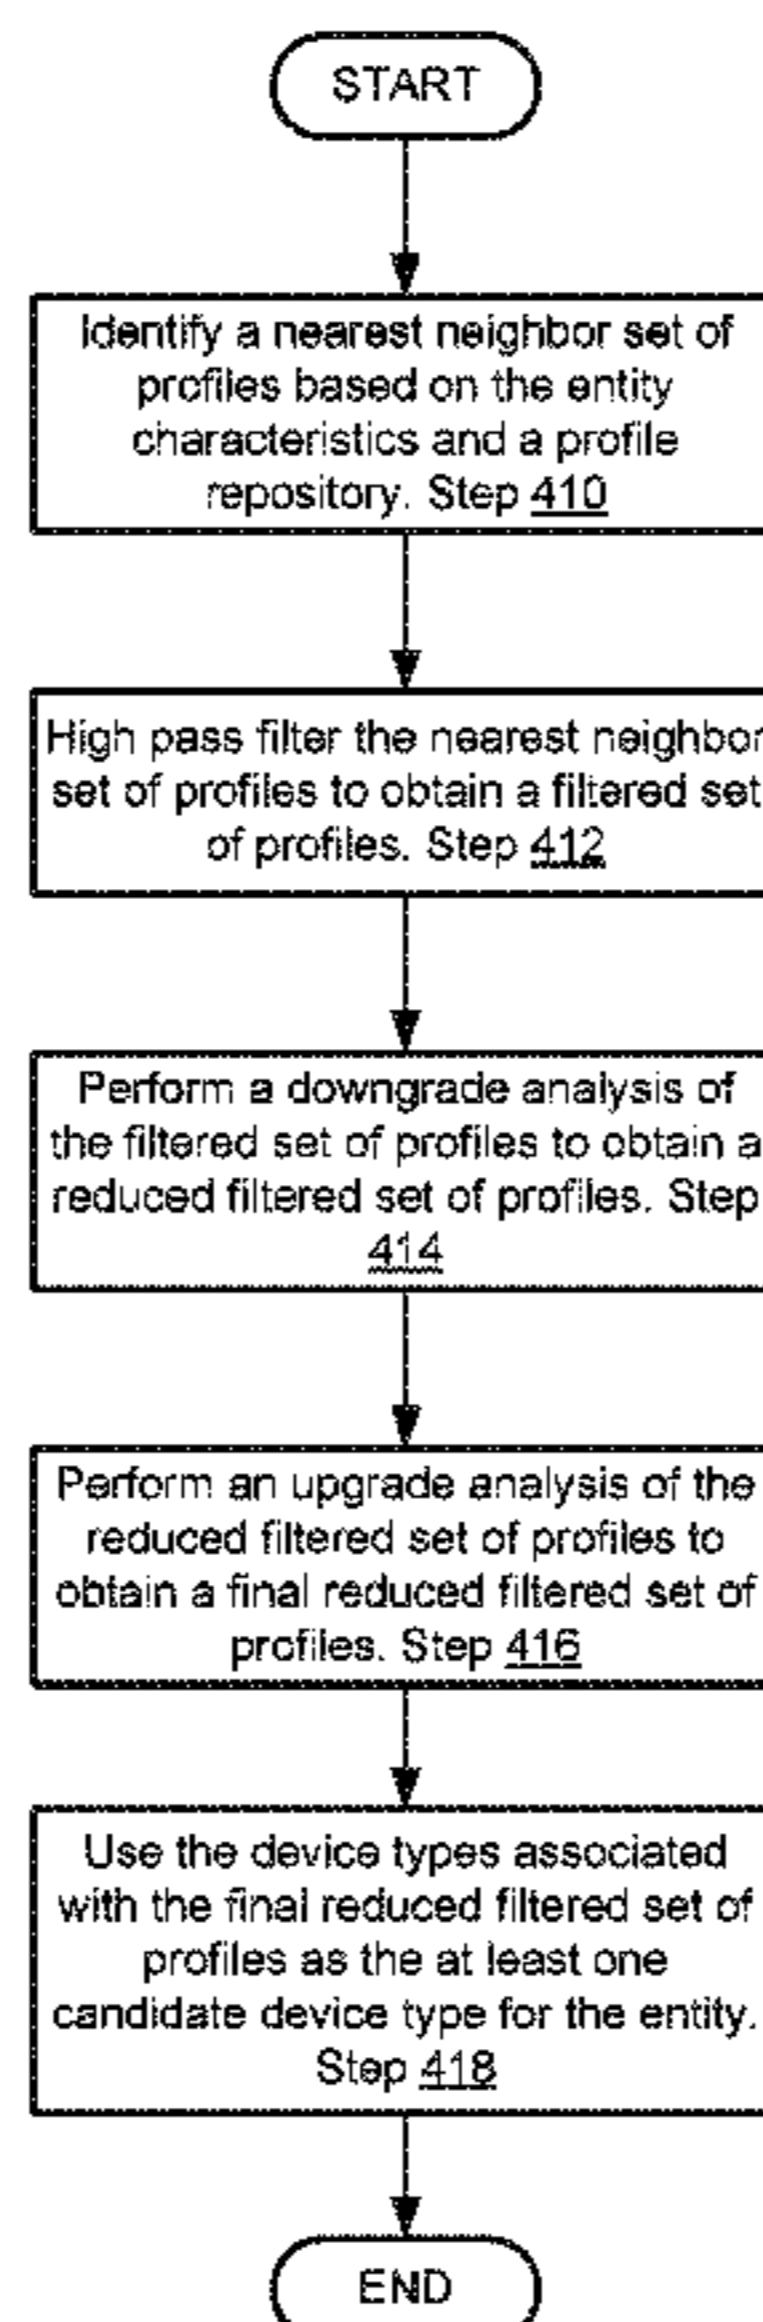 START
Identify a nearest neighbor set of
profiles based on the entity
characteristics and a profile
repository. Step 410
High pass filter the nearest neighbor
set of profiles to obtain a filtered set
of profiles. Step 412
Perform a downgrade analysis of
the filtered set of profiles to obtain a
reduced filtered set of profiles. Step
414
Perform an upgrade analysis of the
reduced filtered set of profiles to
obtain a final reduced filtered set of
profiles. Step 416
Use the device types associated
with the final reduced filtered set of
profiles as the at least one
candidate device type for the entity.
Step 418
END